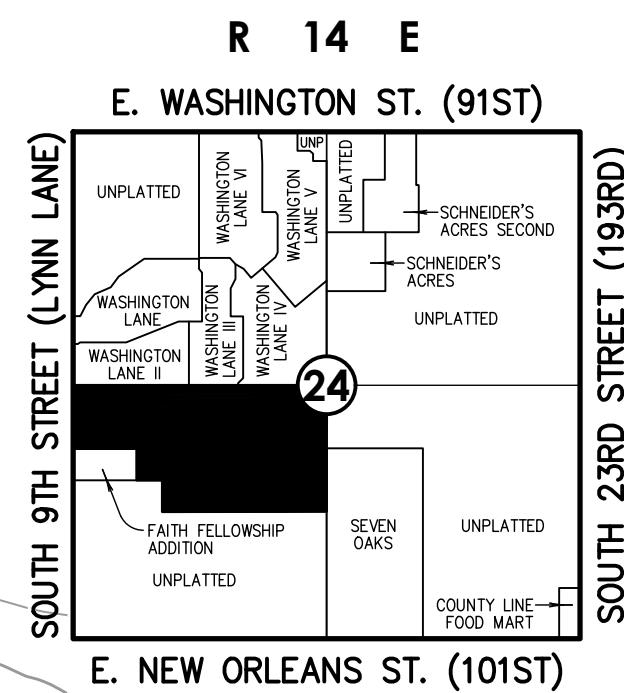 R 14 E
E. WASHINGTON ST. (91ST)
SOUTH 9TH STREET (LYNN LANE)
SOUTH 23RD STREET (193RD)
UNPLATTED
WASHINGTON
LANE VI
WASHINGTON
LANE V
UNP
UNPLATTED
SCHNEIDER'S
ACRES SECOND
SCHNEIDER'S
ACRES
UNPLATTED
WASHINGTON
LANE
WASHINGTON
LANE II
WASHINGTON
LANE III
WASHINGTON
LANE IV
24
FAITH FELLOWSHIP
ADDITION
UNPLATTED
SEVEN
OAKS
UNPLATTED
COUNTY LINE
FOOD MART
E. NEW ORLEANS ST. (101ST)